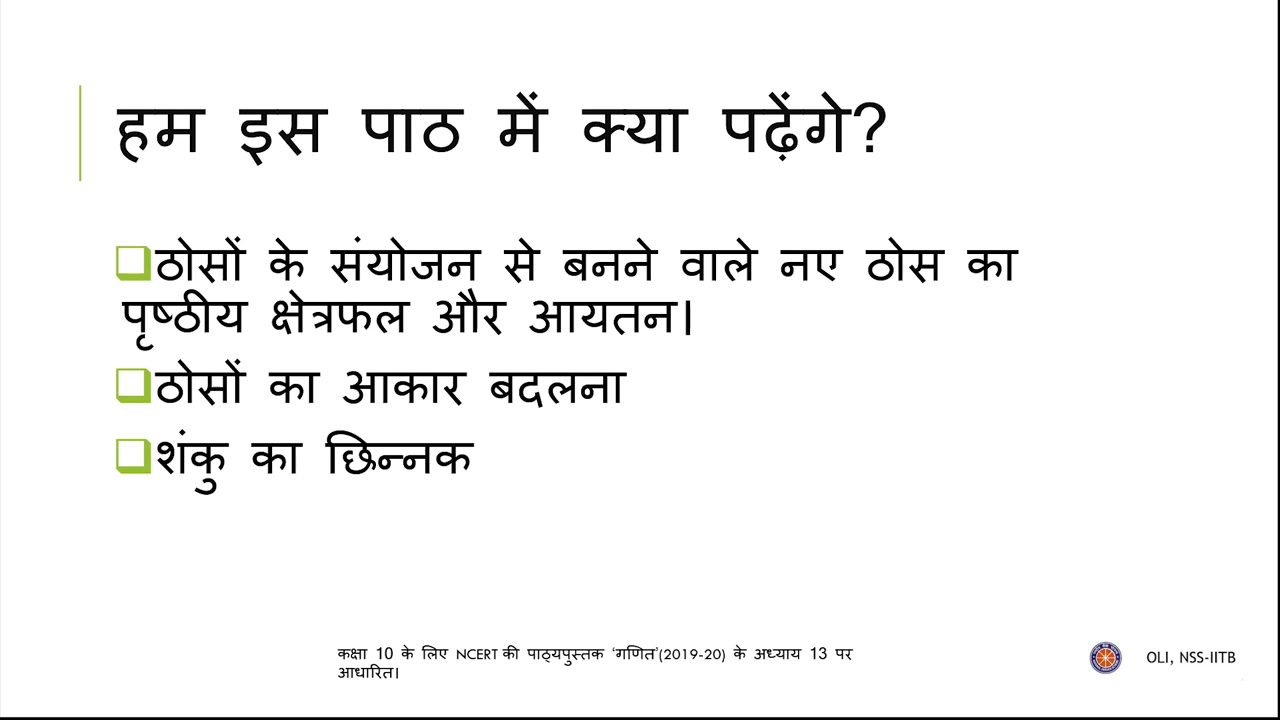 हम इस पाठ में क्या पढ़ेंगे?
ठोसों के संयोजन से बनने वाले नए ठोस का
पृष्ठीय क्षेत्रफल और आयतन।
ठोसों का आकार बदलना
शंकु का छिन्नक
कक्षा 10 के लिए NCERT की पाठ्यपुस्तक 'गणित'(2019-20) के अध्याय 13 पर
आधारित।
OLI, NSS-IITB